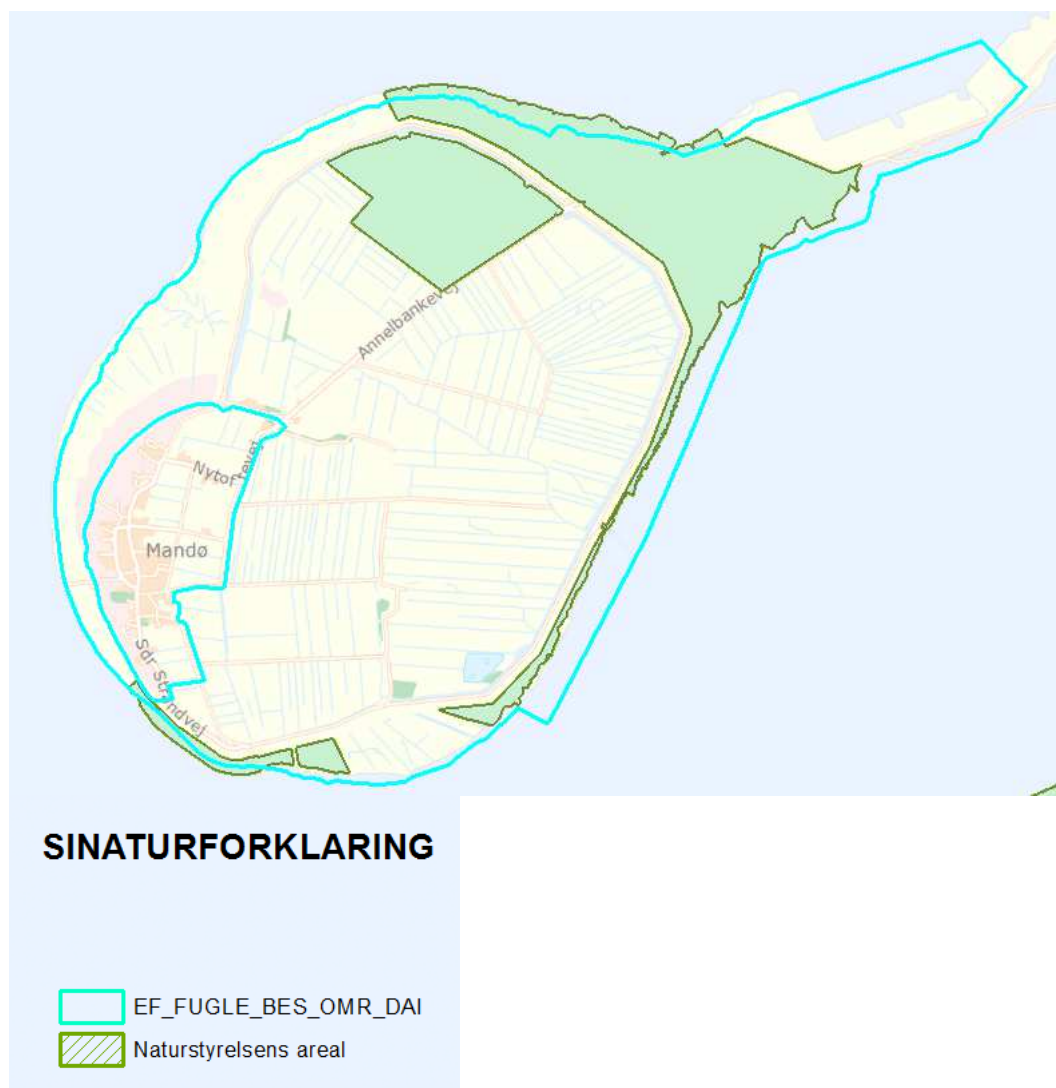 Annelbankevej
Nytoftevej
Mandø
Sdr Strandvej
SINATURFORKLARING
EF_FUGLE_BES_OMR_DAI
Naturstyrelsens areal